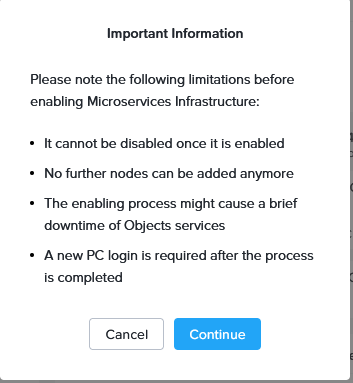 Important Information
Please note the following limitations before
enabling Microservices Infrastructure:
• It cannot be disabled once it is enabled
• No further nodes can be added anymore
• The enabling process might cause a brief
downtime of Objects services
• A new PC login is required after the process
is completed
Cancel
Continue